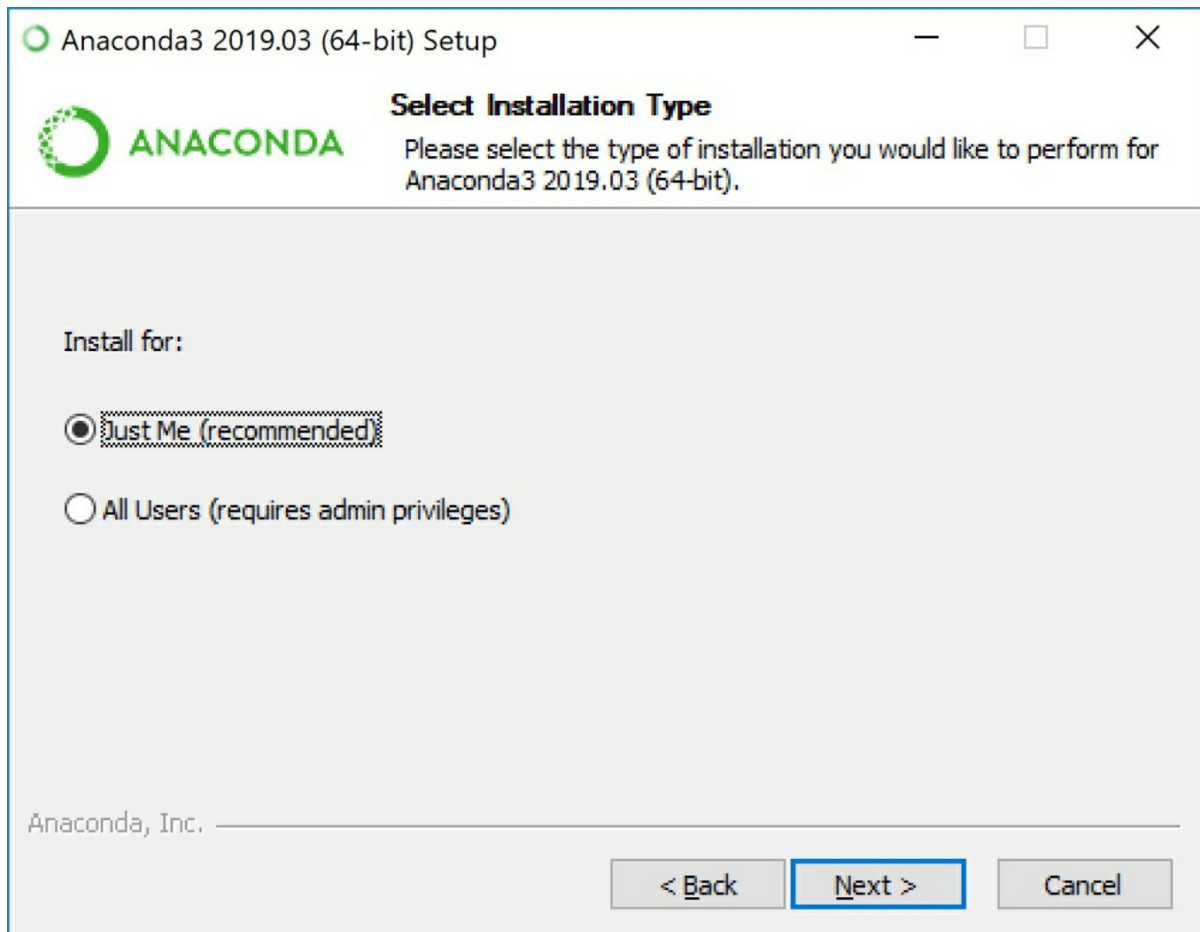 Anaconda3 2019.03 (64-bit) Setup
ANACONDA
Select Installation Type
Please select the type of installation you would like to perform for
Anaconda3 2019.03 (64-bit).
Install for:
Just Me (recommended)
All Users (requires admin privileges)
Anaconda, Inc.
< Back
Next >
Cancel